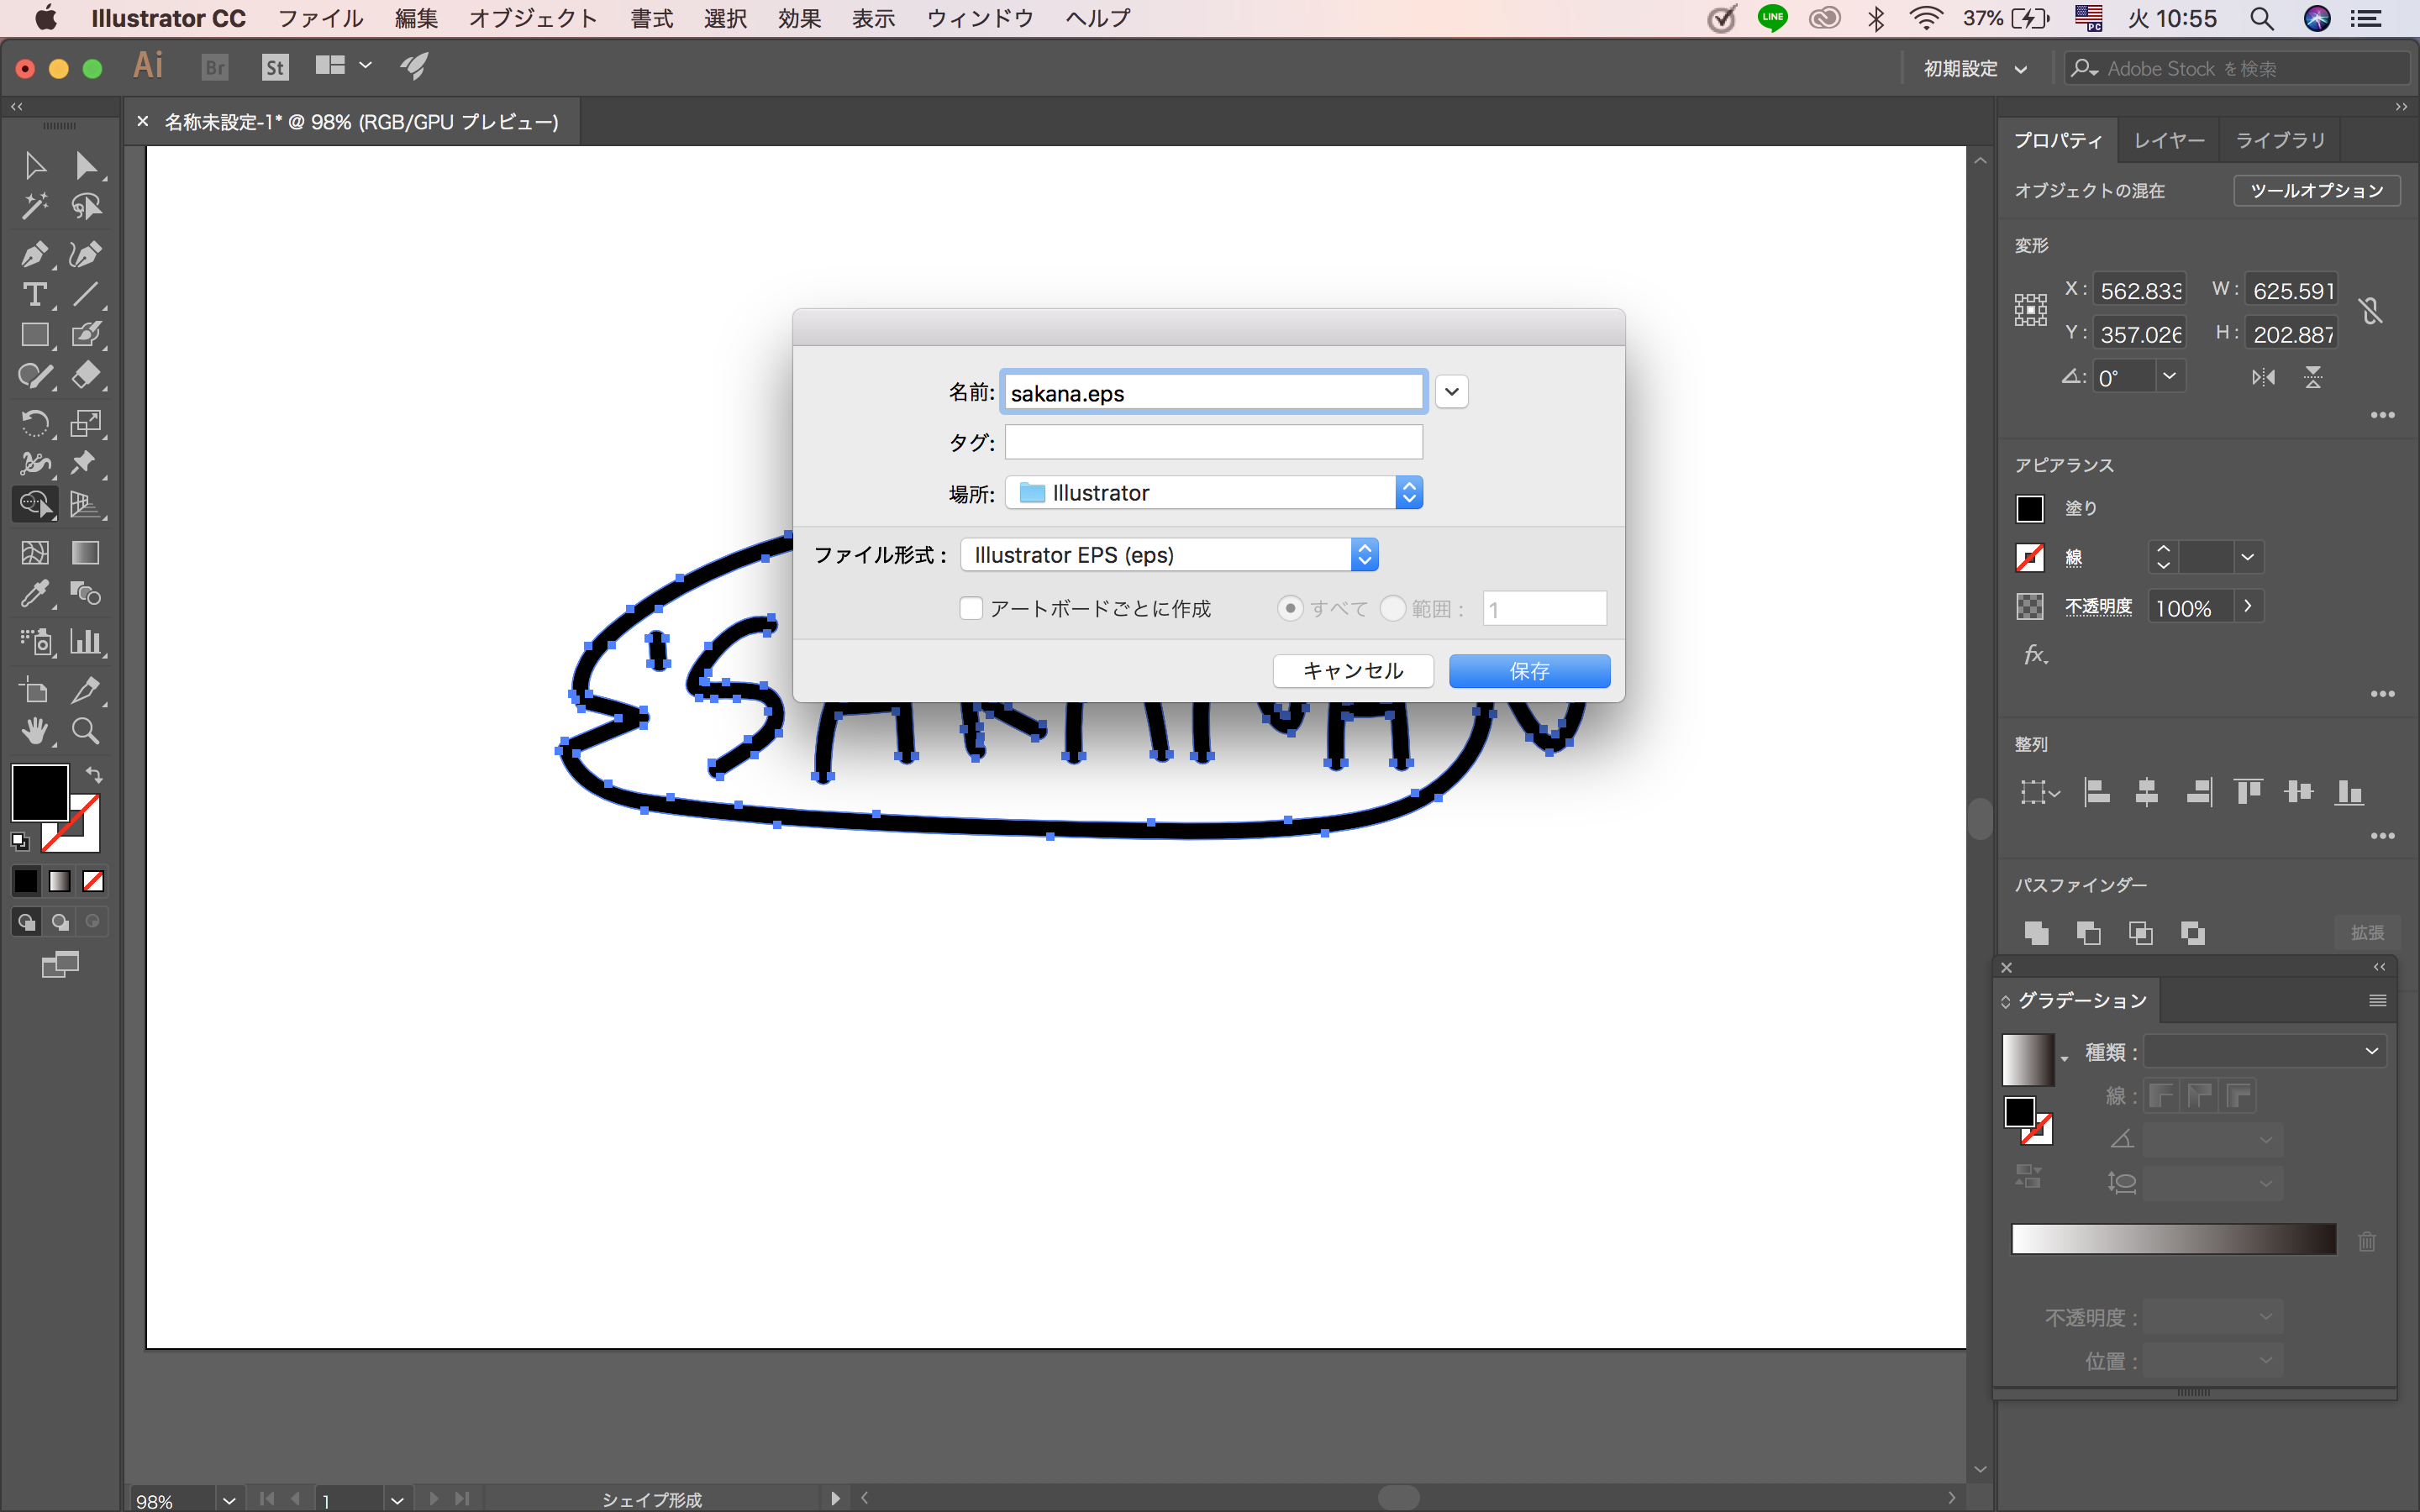 Illustrator CC ファイル 編集 オブジェクト 書式 選択 効果 表示 ウィンドウ ヘルプ LINE 37% PC 火 10:55
Ai Br St 初期設定 Adobe Stock を検索
名称未設定-1* @ 98% (RGB/GPU プレビュー)
プロパティ レイヤー ライブラリ
オブジェクトの混在 ツールオプション
変形
X : 562.833 W : 625.591
Y : 357.026 H : 202.887
0°
アピアランス
塗り
線
不透明度 100%
fx.
整列
パスファインダー
拡張
名前: sakana.eps
タグ:
場所: Illustrator
ファイル形式 : Illustrator EPS (eps)
アートボードごとに作成 すべて 範囲 : 1
キャンセル 保存
グラデーション
種類 :
線 :
不透明度 :
位置 :
98% 1 シェイプ形成